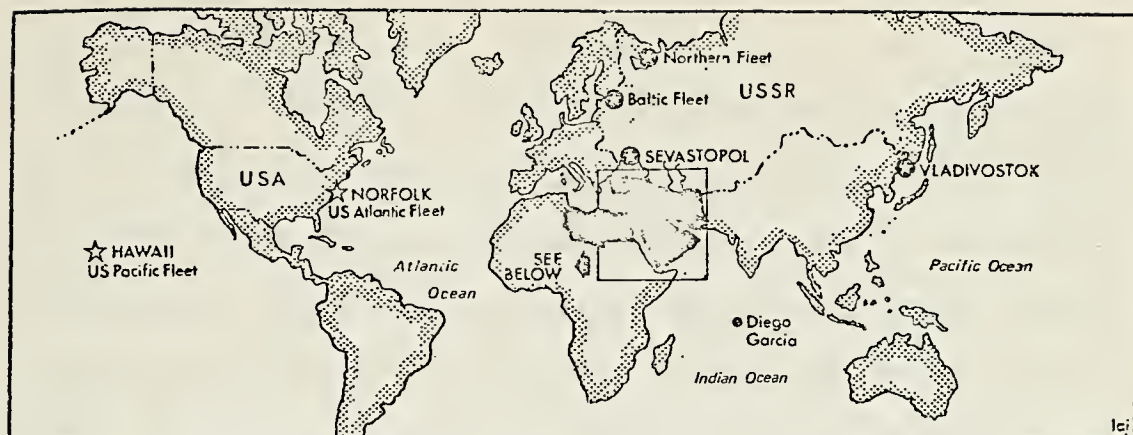 Northern Fleet
USSR
Baltic Fleet
SEVASTOPOL
VLADIVOSTOK
USA
NORFOLK
US Atlantic Fleet
HAWAII
US Pacific Fleet
SEE
BELOW
Atlantic
Ocean
Pacific Ocean
Diego
Garcia
Indian Ocean